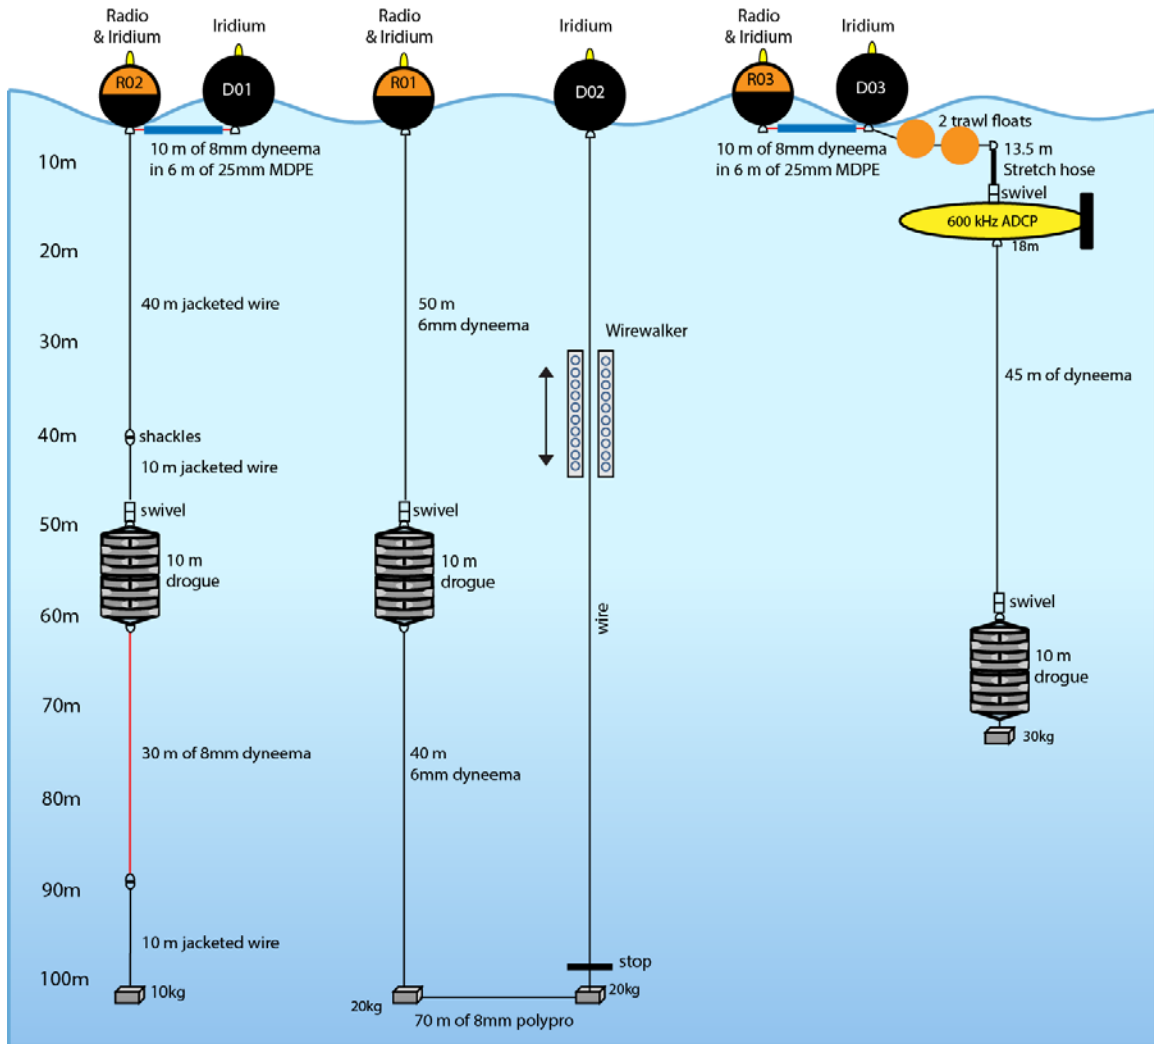 Radio
& Iridium
Iridium
Radio
& Iridium
Iridium
Radio
& Iridium
Iridium
R02
D01
R01
D02
R03
D03
2 trawl floats
10 m of 8mm dyneema
in 6 m of 25mm MDPE
10 m of 8mm dyneema
in 6 m of 25mm MDPE
13.5 m
Stretch hose
swivel
600 kHz ADCP
18m
10m
20m
30m
40m
50m
60m
70m
80m
90m
100m
40 m jacketed wire
shackles
10 m jacketed wire
swivel
10 m
drogue
30 m of 8mm dyneema
10 m jacketed wire
10kg
50 m
6mm dyneema
swivel
10 m
drogue
40 m
6mm dyneema
20kg
70 m of 8mm polypro
Wirewalker
wire
stop
20kg
45 m of dyneema
swivel
10 m
drogue
30kg